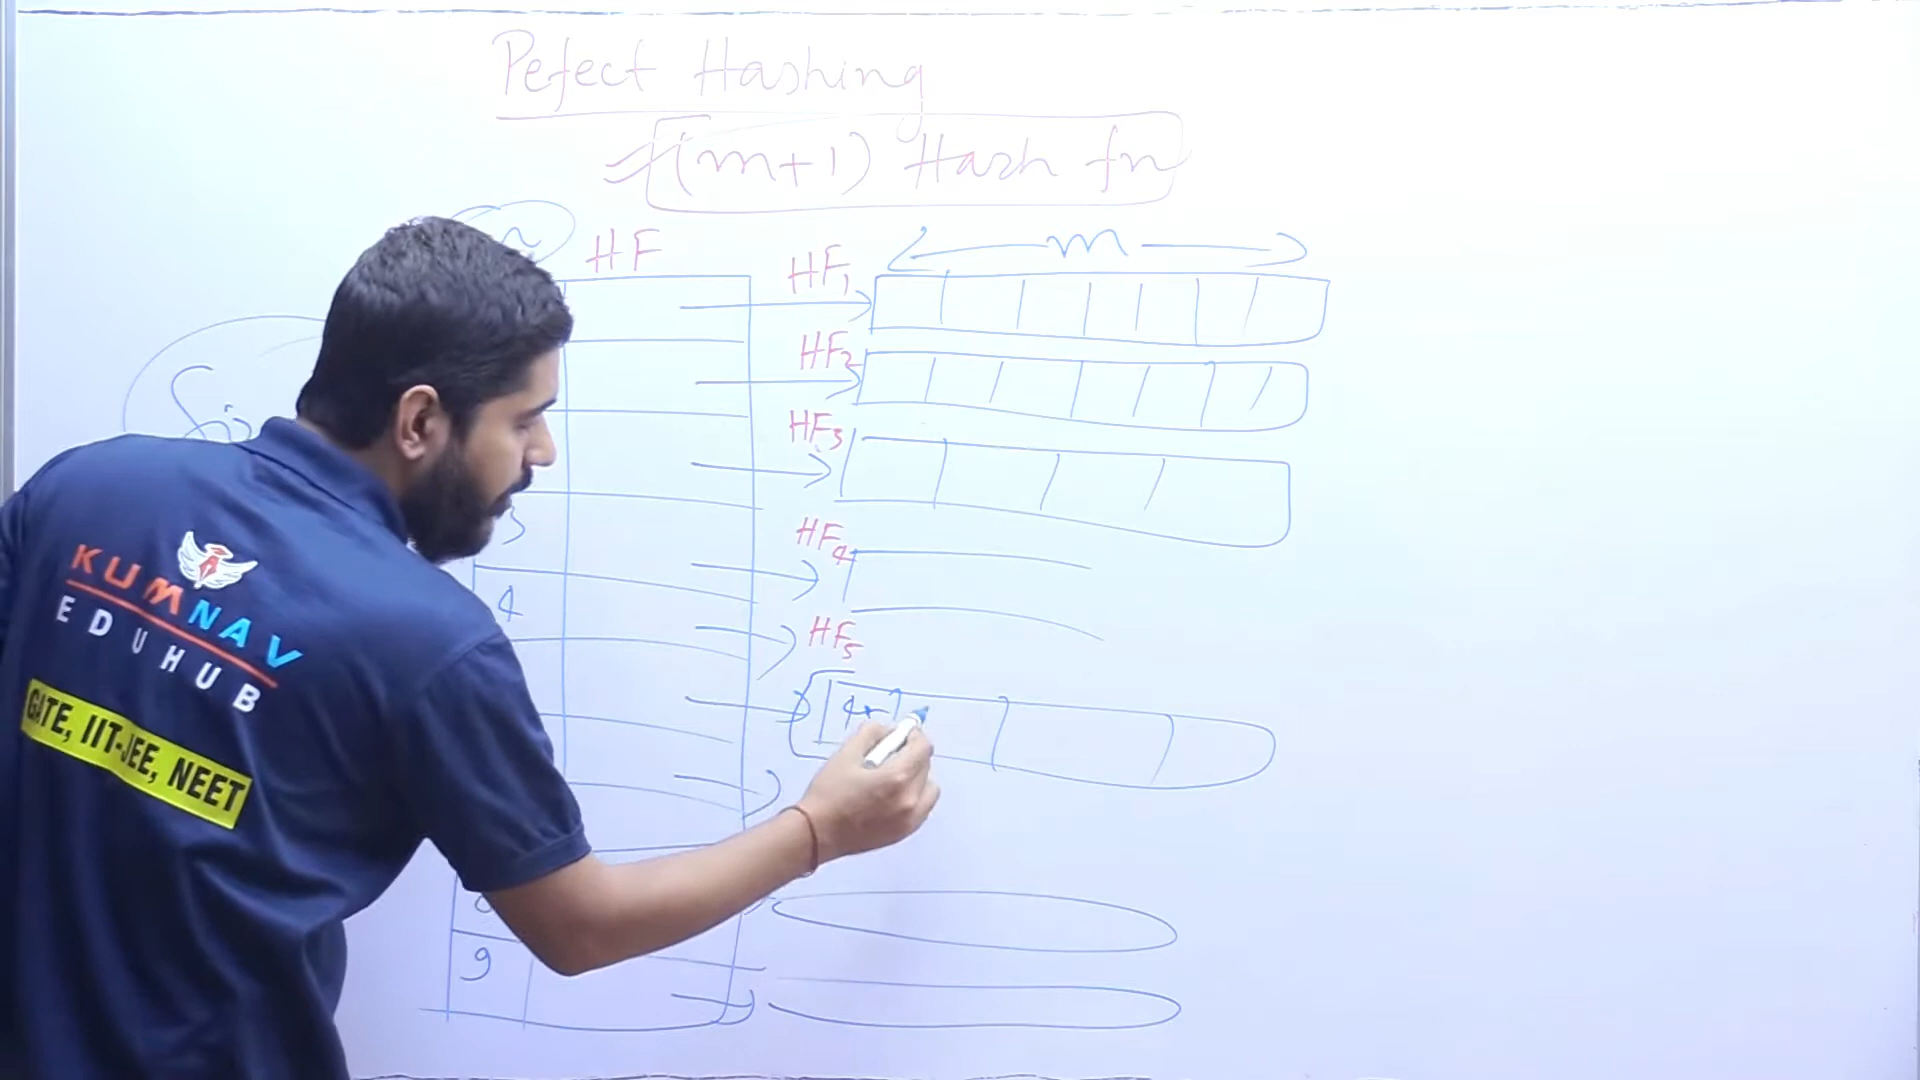 Pefect Hashing
(m+1) Hash fn
HF
m
HF1
HF2
HF3
3
HF4
4
HF5
9
KUMNAV
EDUHUB
GATE, IIT-JEE, NEET